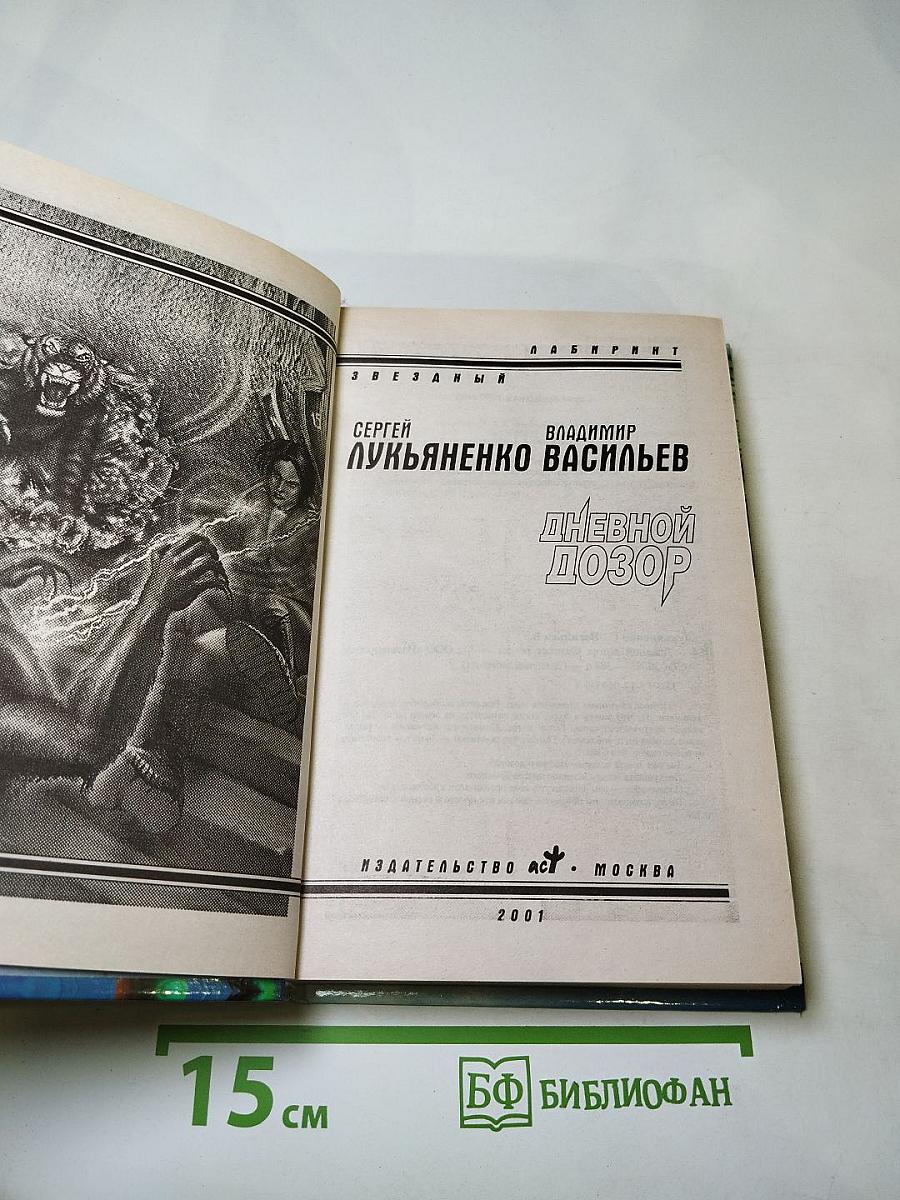 ЛАБИРИНТ
ЗВЕЗДНЫЙ
СЕРГЕЙ ВЛАДИМИР
ЛУКЬЯНЕНКО ВАСИЛЬЕВ
ДНЕВНОЙ
ДОЗОР
ИЗДАТЕЛЬСТВО аст • МОСКВА
2001
15 см
БФ БИБЛИОФАН